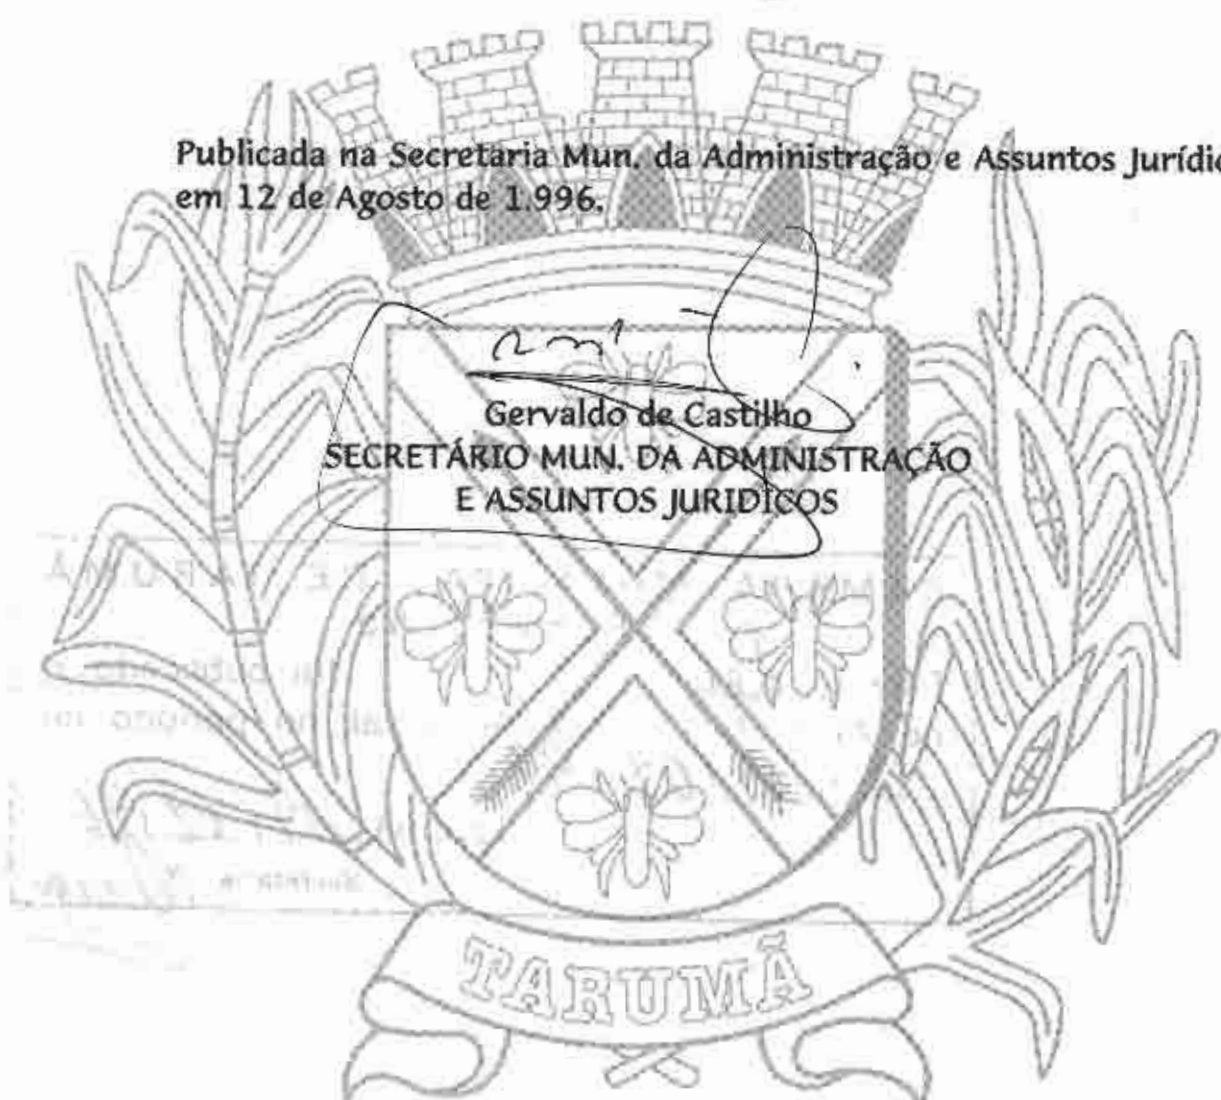 Publicada na Secretaria Mun. da Administração e Assuntos Jurídic
em 12 de Agosto de 1.996.
Gervaldo de Castilho
SECRETÁRIO MUN. DA ADMINISTRAÇÃO
E ASSUNTOS JURIDICOS
TARUMÃ